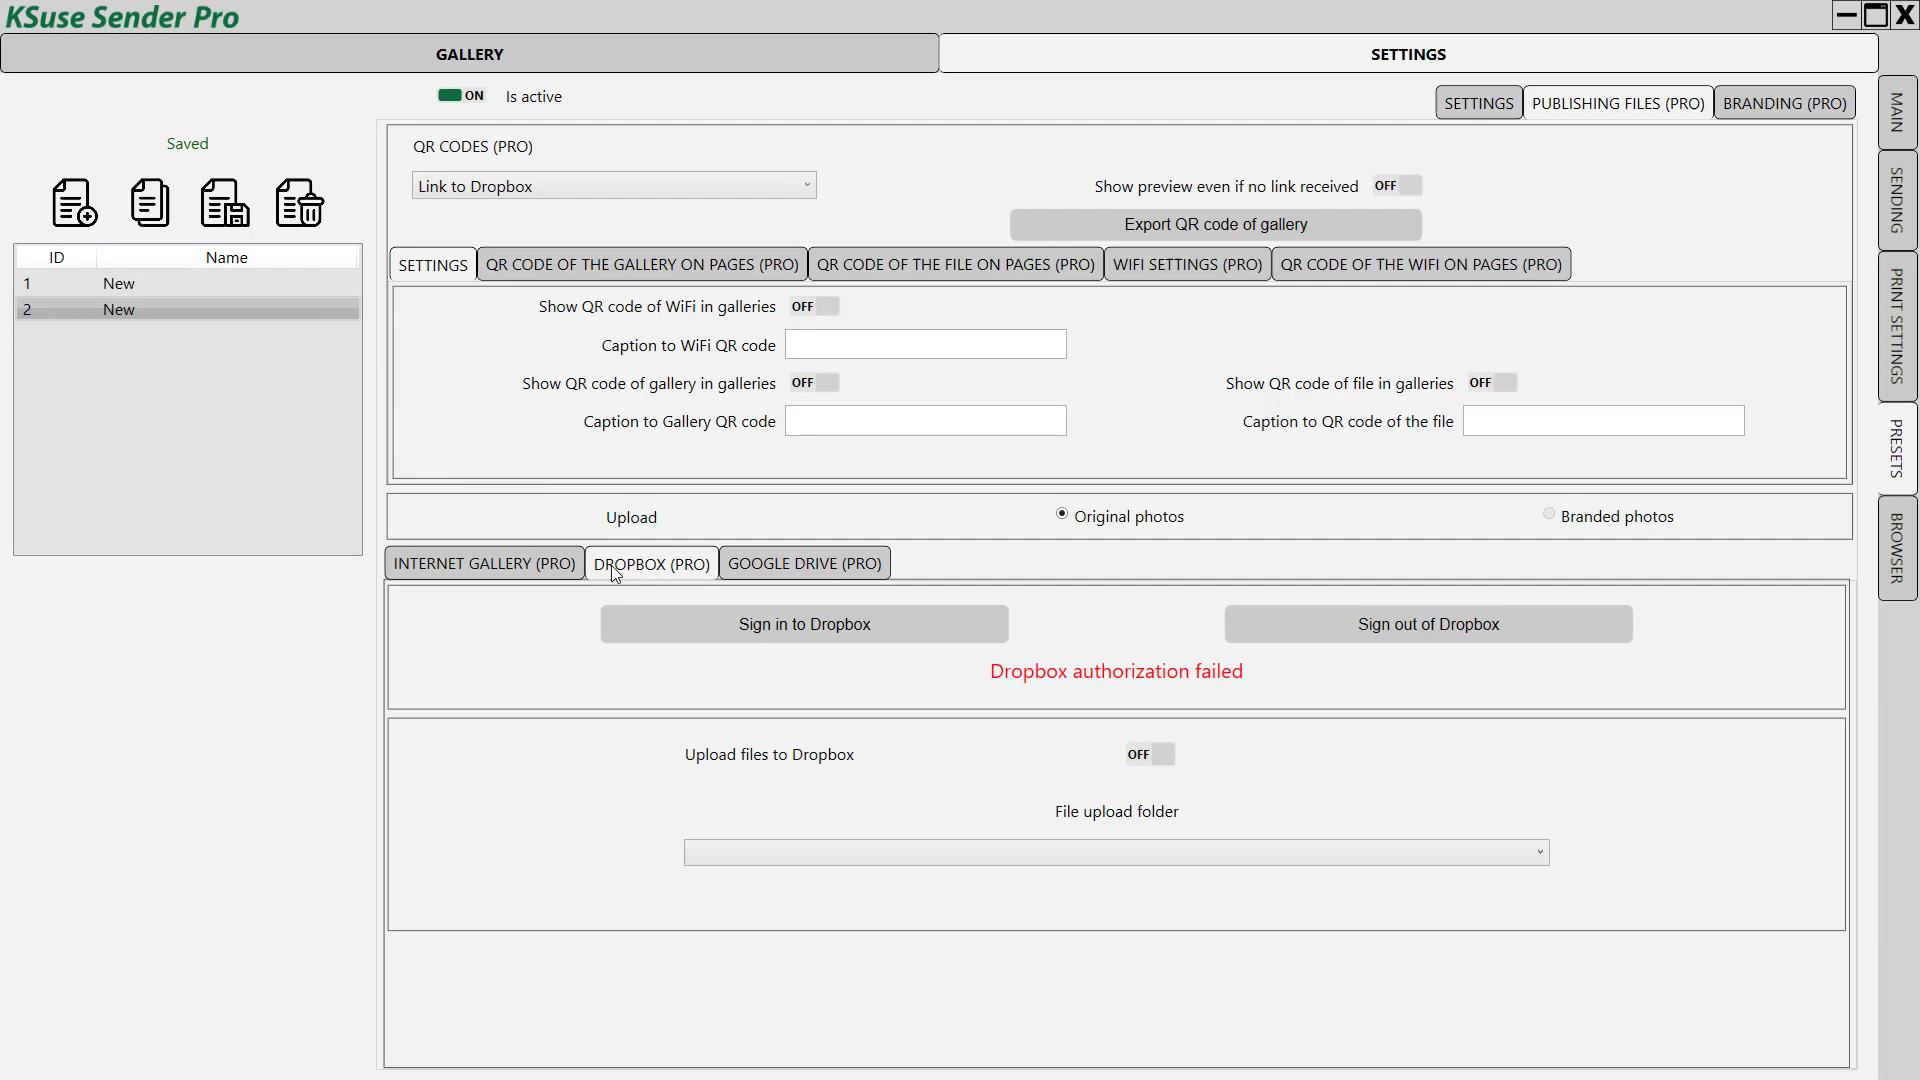 KSuse Sender Pro
GALLERY
SETTINGS
ON
Is active
SETTINGS
PUBLISHING FILES (PRO)
BRANDING (PRO)
MAIN
SENDING
PRINT SETTINGS
PRESETS
BROWSER
Saved
ID
Name
1
New
2
New
QR CODES (PRO)
Link to Dropbox
Show preview even if no link received
OFF
Export QR code of gallery
SETTINGS
QR CODE OF THE GALLERY ON PAGES (PRO)
QR CODE OF THE FILE ON PAGES (PRO)
WIFI SETTINGS (PRO)
QR CODE OF THE WIFI ON PAGES (PRO)
Show QR code of WiFi in galleries
OFF
Caption to WiFi QR code
Show QR code of gallery in galleries
OFF
Show QR code of file in galleries
OFF
Caption to Gallery QR code
Caption to QR code of the file
Upload
Original photos
Branded photos
INTERNET GALLERY (PRO)
DROPBOX (PRO)
GOOGLE DRIVE (PRO)
Sign in to Dropbox
Sign out of Dropbox
Dropbox authorization failed
Upload files to Dropbox
OFF
File upload folder